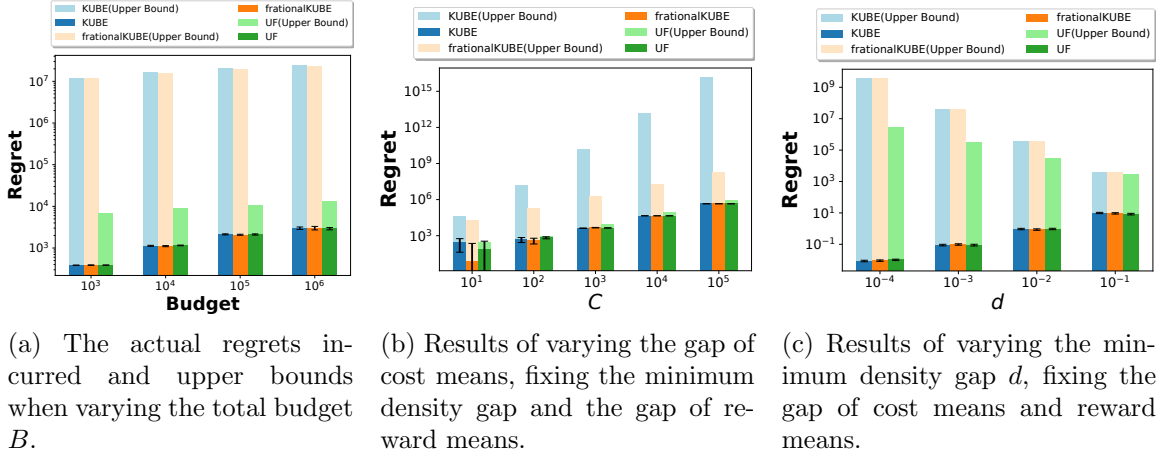 KUBE(Upper Bound)
KUBE
frationalKUBE(Upper Bound)
frationalKUBE
UF(Upper Bound)
UF
Regret
10^7
10^6
10^5
10^4
10^3
10^3 10^4 10^5 10^6
Budget
KUBE(Upper Bound)
KUBE
frationalKUBE(Upper Bound)
frationalKUBE
UF(Upper Bound)
UF
Regret
10^15
10^12
10^9
10^6
10^3
10^1 10^2 10^3 10^4 10^5
C
KUBE(Upper Bound)
KUBE
frationalKUBE(Upper Bound)
frationalKUBE
UF(Upper Bound)
UF
Regret
10^9
10^7
10^5
10^3
10^1
10^−1
10^−4 10^−3 10^−2 10^−1
d
(a) The actual regrets in-
curred and upper bounds
when varying the total budget
B.
(b) Results of varying the gap of
cost means, fixing the minimum
density gap and the gap of re-
ward means.
(c) Results of varying the min-
imum density gap d, fixing the
gap of cost means and reward
means.